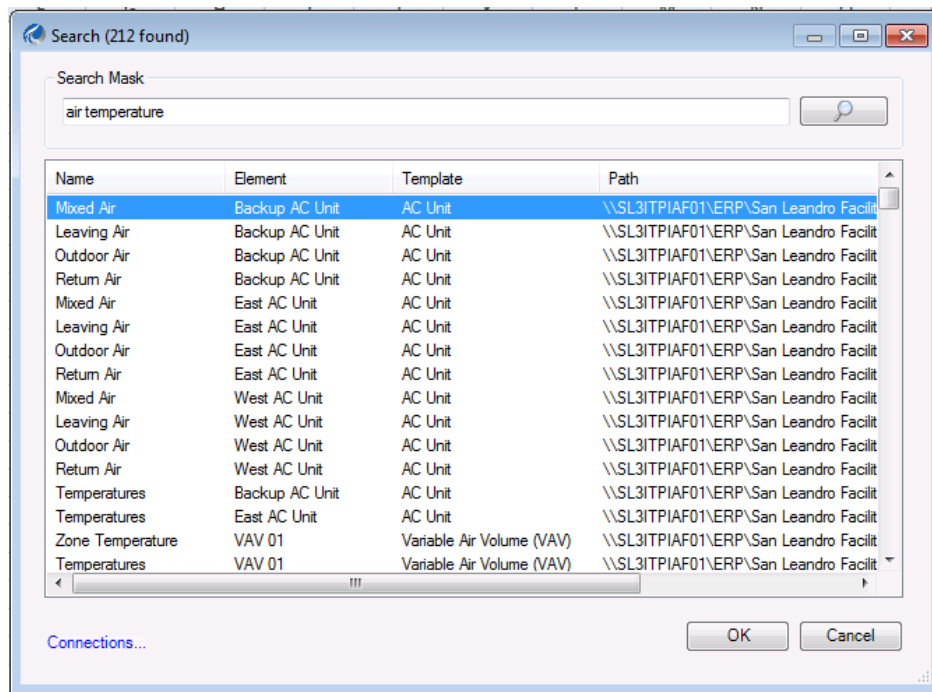 Search (212 found)
Search Mask
air temperature
Name Element Template Path
Mixed Air Backup AC Unit AC Unit \\SL3ITPIAF01\ERP\San Leandro Facilit
Leaving Air Backup AC Unit AC Unit \\SL3ITPIAF01\ERP\San Leandro Facilit
Outdoor Air Backup AC Unit AC Unit \\SL3ITPIAF01\ERP\San Leandro Facilit
Return Air Backup AC Unit AC Unit \\SL3ITPIAF01\ERP\San Leandro Facilit
Mixed Air East AC Unit AC Unit \\SL3ITPIAF01\ERP\San Leandro Facilit
Leaving Air East AC Unit AC Unit \\SL3ITPIAF01\ERP\San Leandro Facilit
Outdoor Air East AC Unit AC Unit \\SL3ITPIAF01\ERP\San Leandro Facilit
Return Air East AC Unit AC Unit \\SL3ITPIAF01\ERP\San Leandro Facilit
Mixed Air West AC Unit AC Unit \\SL3ITPIAF01\ERP\San Leandro Facilit
Leaving Air West AC Unit AC Unit \\SL3ITPIAF01\ERP\San Leandro Facilit
Outdoor Air West AC Unit AC Unit \\SL3ITPIAF01\ERP\San Leandro Facilit
Return Air West AC Unit AC Unit \\SL3ITPIAF01\ERP\San Leandro Facilit
Temperatures Backup AC Unit AC Unit \\SL3ITPIAF01\ERP\San Leandro Facilit
Temperatures East AC Unit AC Unit \\SL3ITPIAF01\ERP\San Leandro Facilit
Zone Temperature VAV 01 Variable Air Volume (VAV) \\SL3ITPIAF01\ERP\San Leandro Facilit
Temperatures VAV 01 Variable Air Volume (VAV) \\SL3ITPIAF01\ERP\San Leandro Facilit
Connections... OK Cancel